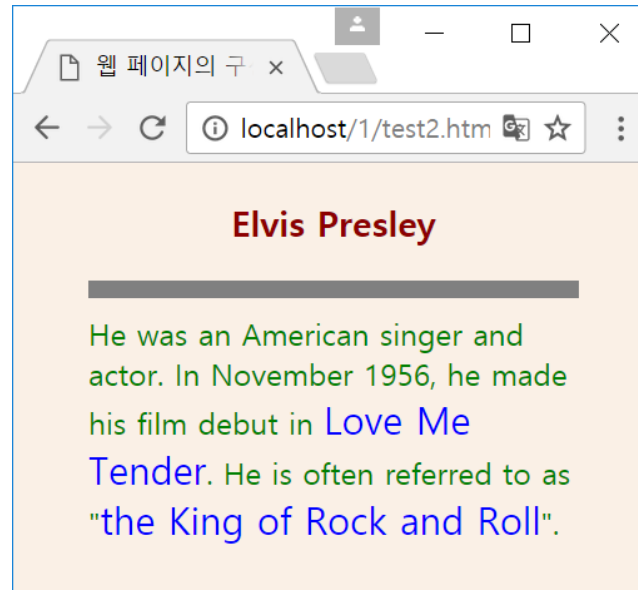 웹 페이지의 구
localhost/1/test2.htm
Elvis Presley
He was an American singer and
actor. In November 1956, he made
his film debut in Love Me
Tender. He is often referred to as
"the King of Rock and Roll".